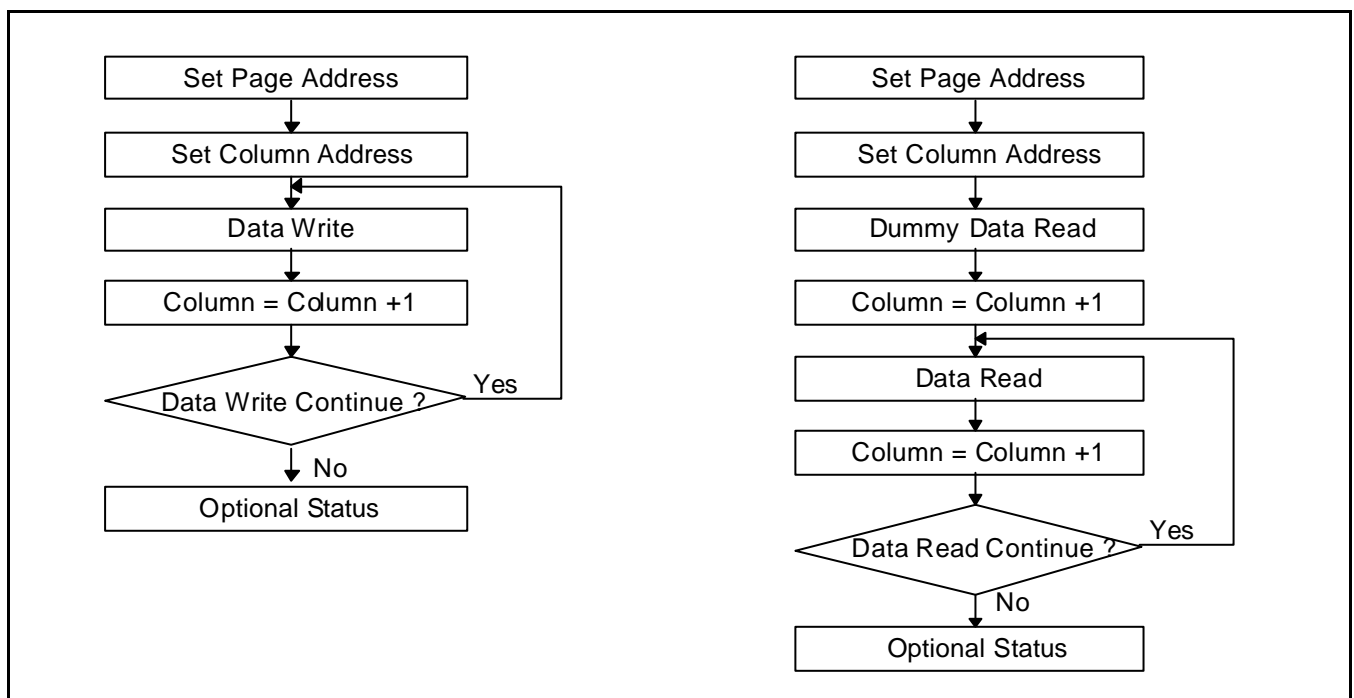 Set Page Address
Set Column Address
Data Write
Column = Column +1
Data Write Continue ?
Yes
No
Optional Status
Set Page Address
Set Column Address
Dummy Data Read
Column = Column +1
Data Read
Column = Column +1
Data Read Continue ?
Yes
No
Optional Status